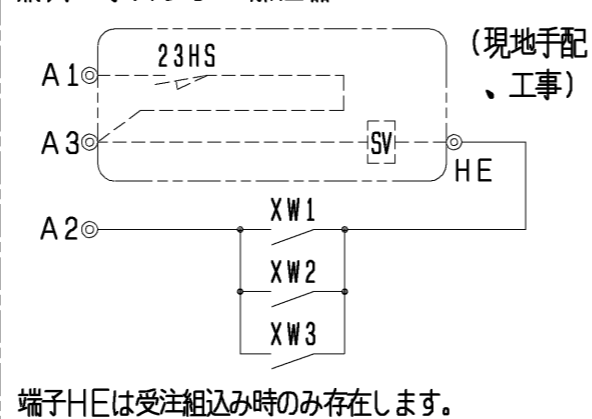 23HS
(現地手配
、工事)
A1
A3
SV
HE
A2
XW1
XW2
XW3
端子HEは受注組込み時のみ存在します。